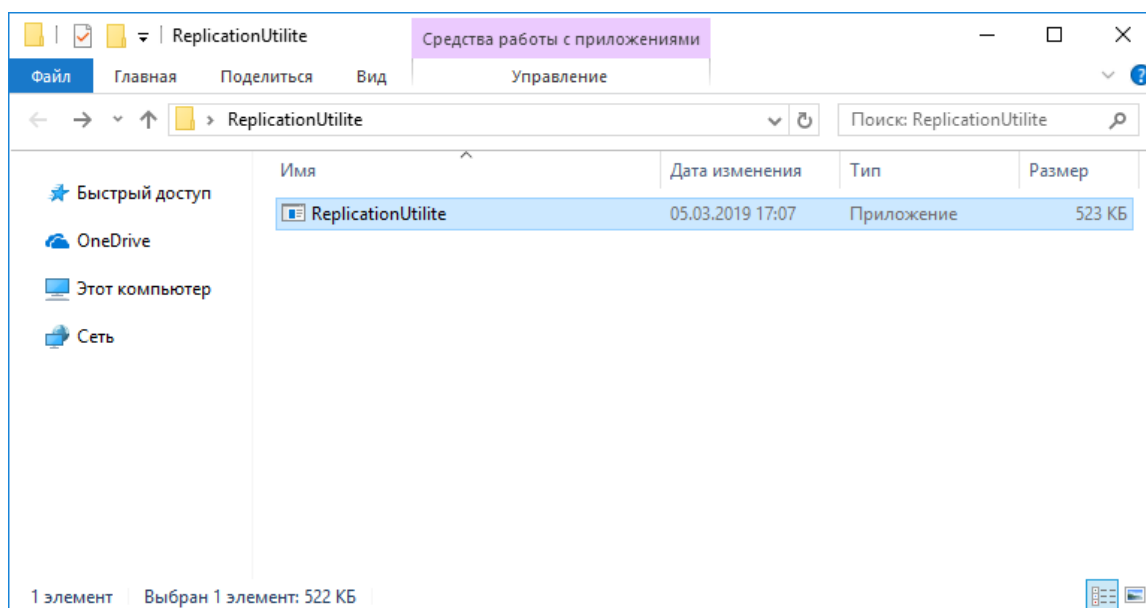 ReplicationUtilite
Средства работы с приложениями
Файл Главная Поделиться Вид Управление
ReplicationUtilite
Поиск: ReplicationUtilite
Имя Дата изменения Тип Размер
Быстрый доступ
ReplicationUtilite 05.03.2019 17:07 Приложение 523 КБ
OneDrive
Этот компьютер
Сеть
1 элемент Выбран 1 элемент: 522 КБ